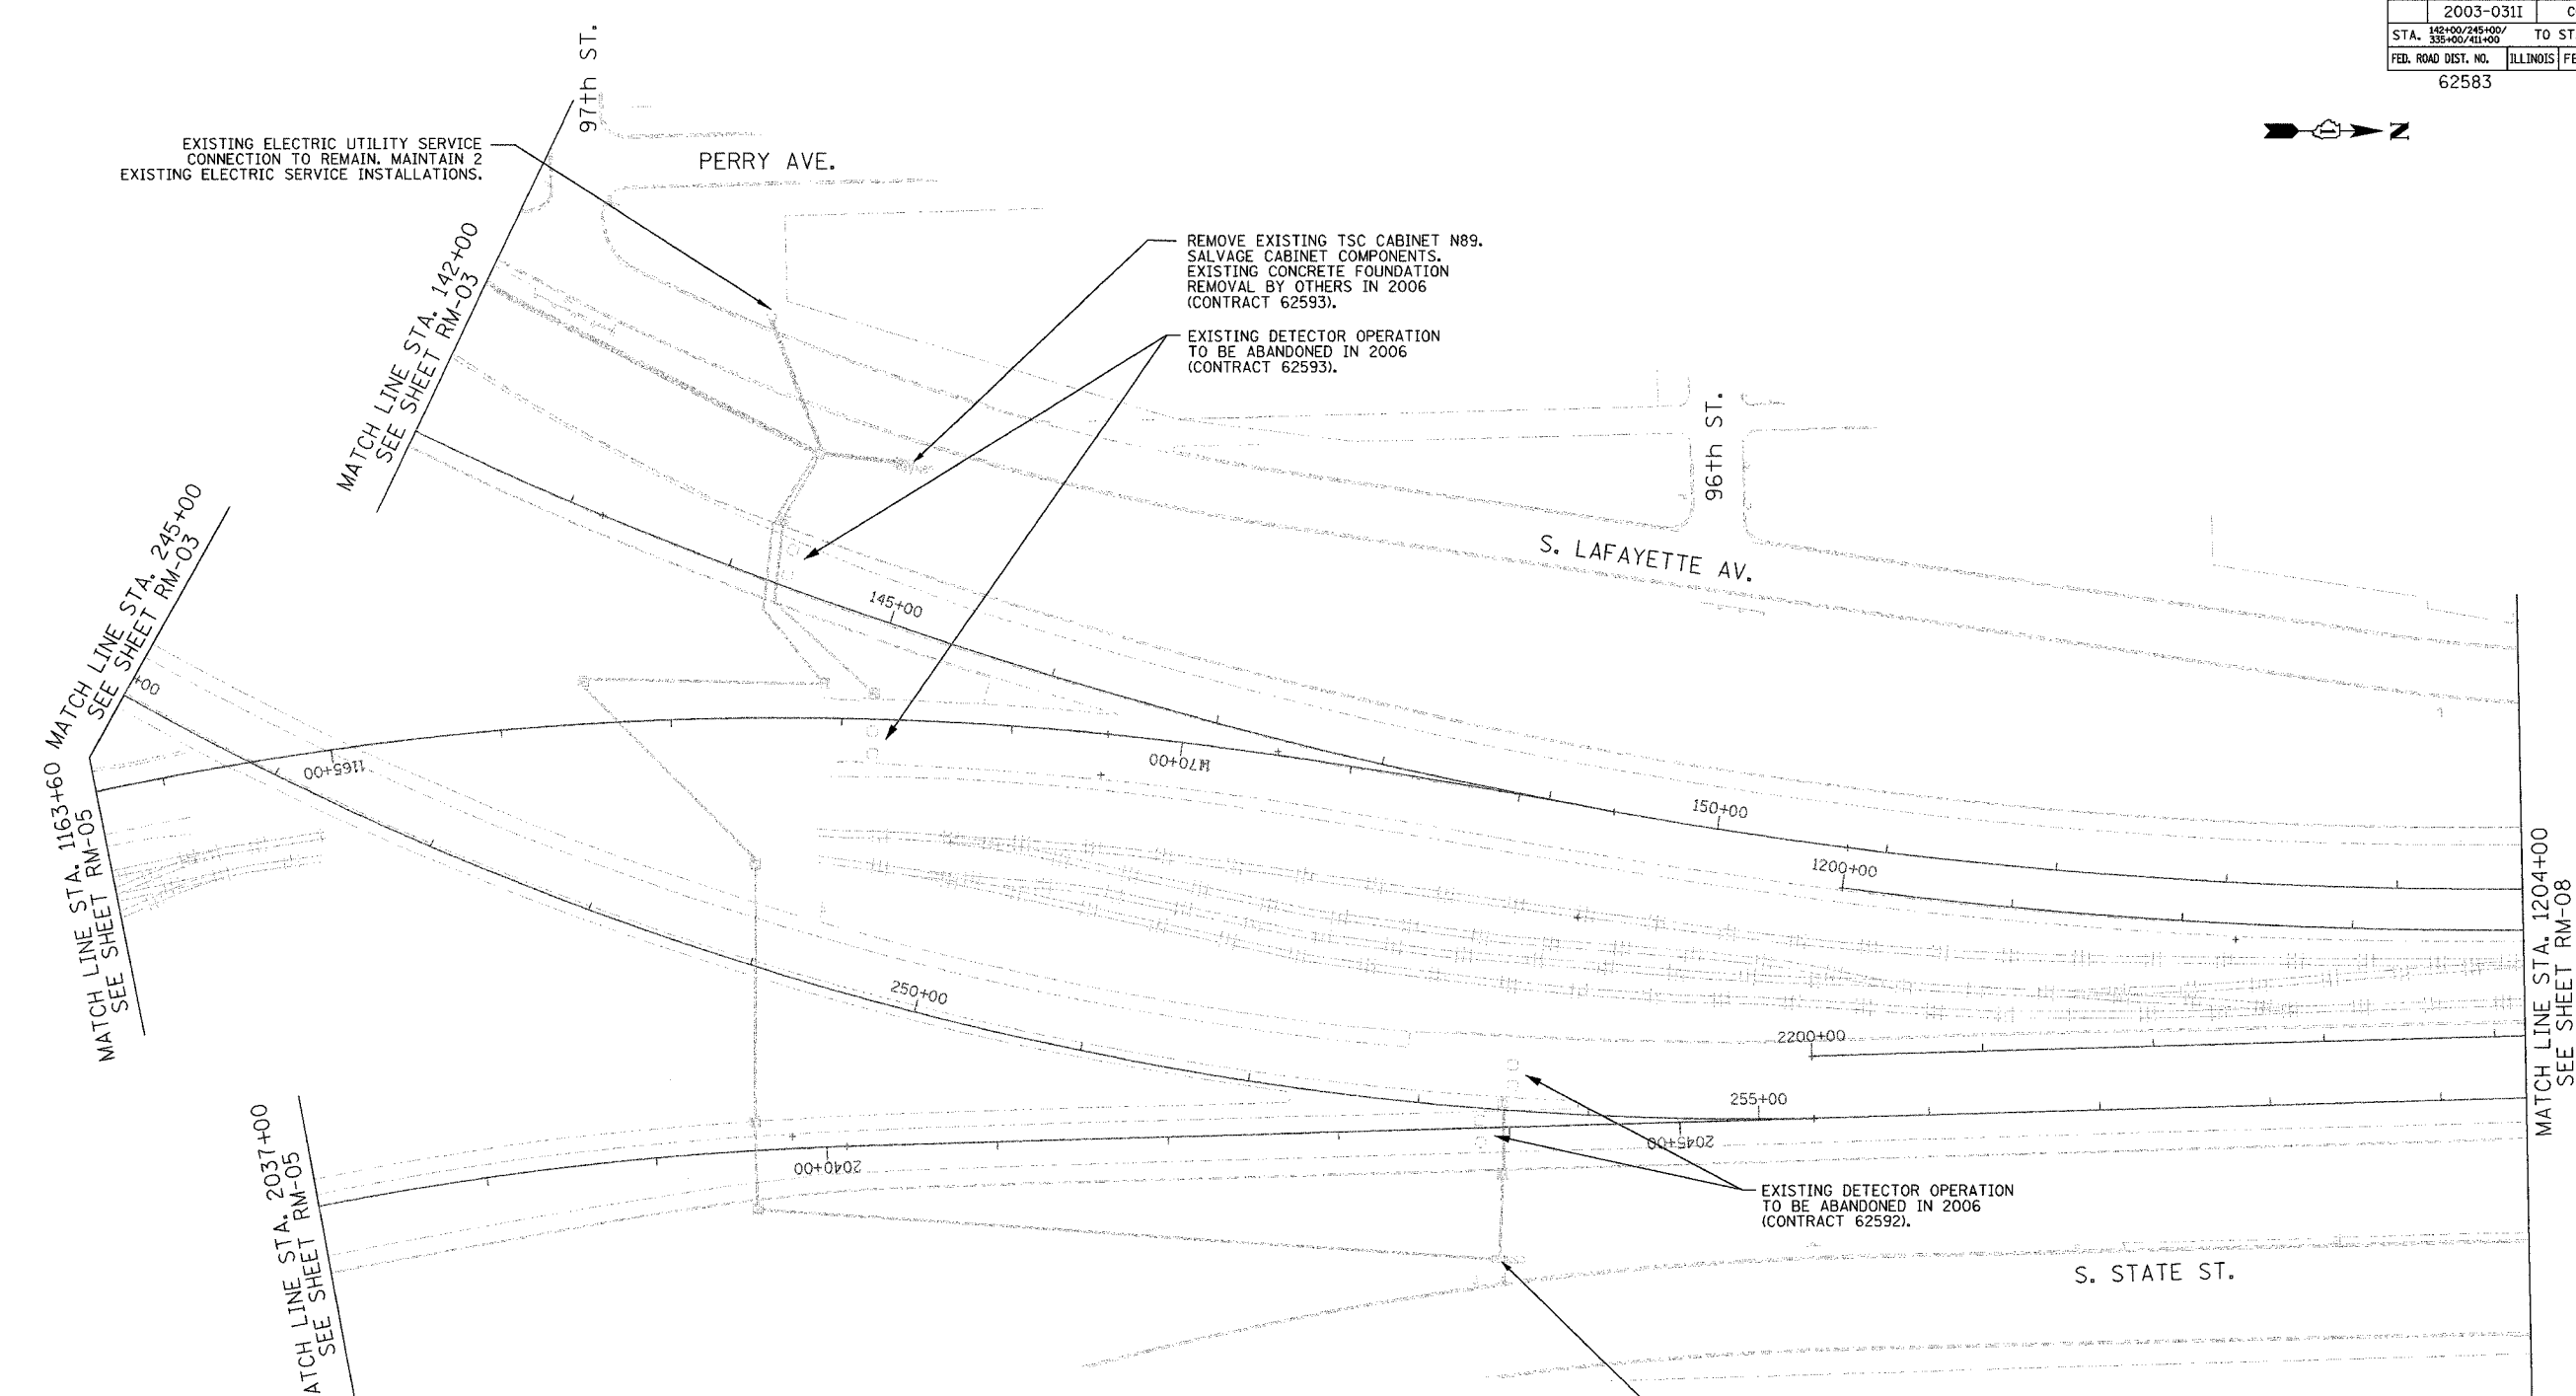 2003-031I C
STA. 142+00/245+00/ 335+00/411+00 TO ST
FED. ROAD DIST. NO. ILLINOIS FE
62583
N
97th ST.
PERRY AVE.
EXISTING ELECTRIC UTILITY SERVICE
CONNECTION TO REMAIN. MAINTAIN 2
EXISTING ELECTRIC SERVICE INSTALLATIONS.
REMOVE EXISTING TSC CABINET N89.
SALVAGE CABINET COMPONENTS.
EXISTING CONCRETE FOUNDATION
REMOVAL BY OTHERS IN 2006
(CONTRACT 62593).
EXISTING DETECTOR OPERATION
TO BE ABANDONED IN 2006
(CONTRACT 62593).
MATCH LINE STA. 142+00
SEE SHEET RM-03
96th ST.
S. LAFAYETTE AV.
MATCH LINE STA. 245+00
SEE SHEET RM-03
145+00
+00
1165+00
1170+00
150+00
1200+00
MATCH LINE STA. 1163+60
SEE SHEET RM-05
250+00
2200+00
255+00
MATCH LINE STA. 1204+00
SEE SHEET RM-08
2040+00
2045+00
MATCH LINE STA. 2037+00
SEE SHEET RM-05
EXISTING DETECTOR OPERATION
TO BE ABANDONED IN 2006
(CONTRACT 62592).
S. STATE ST.